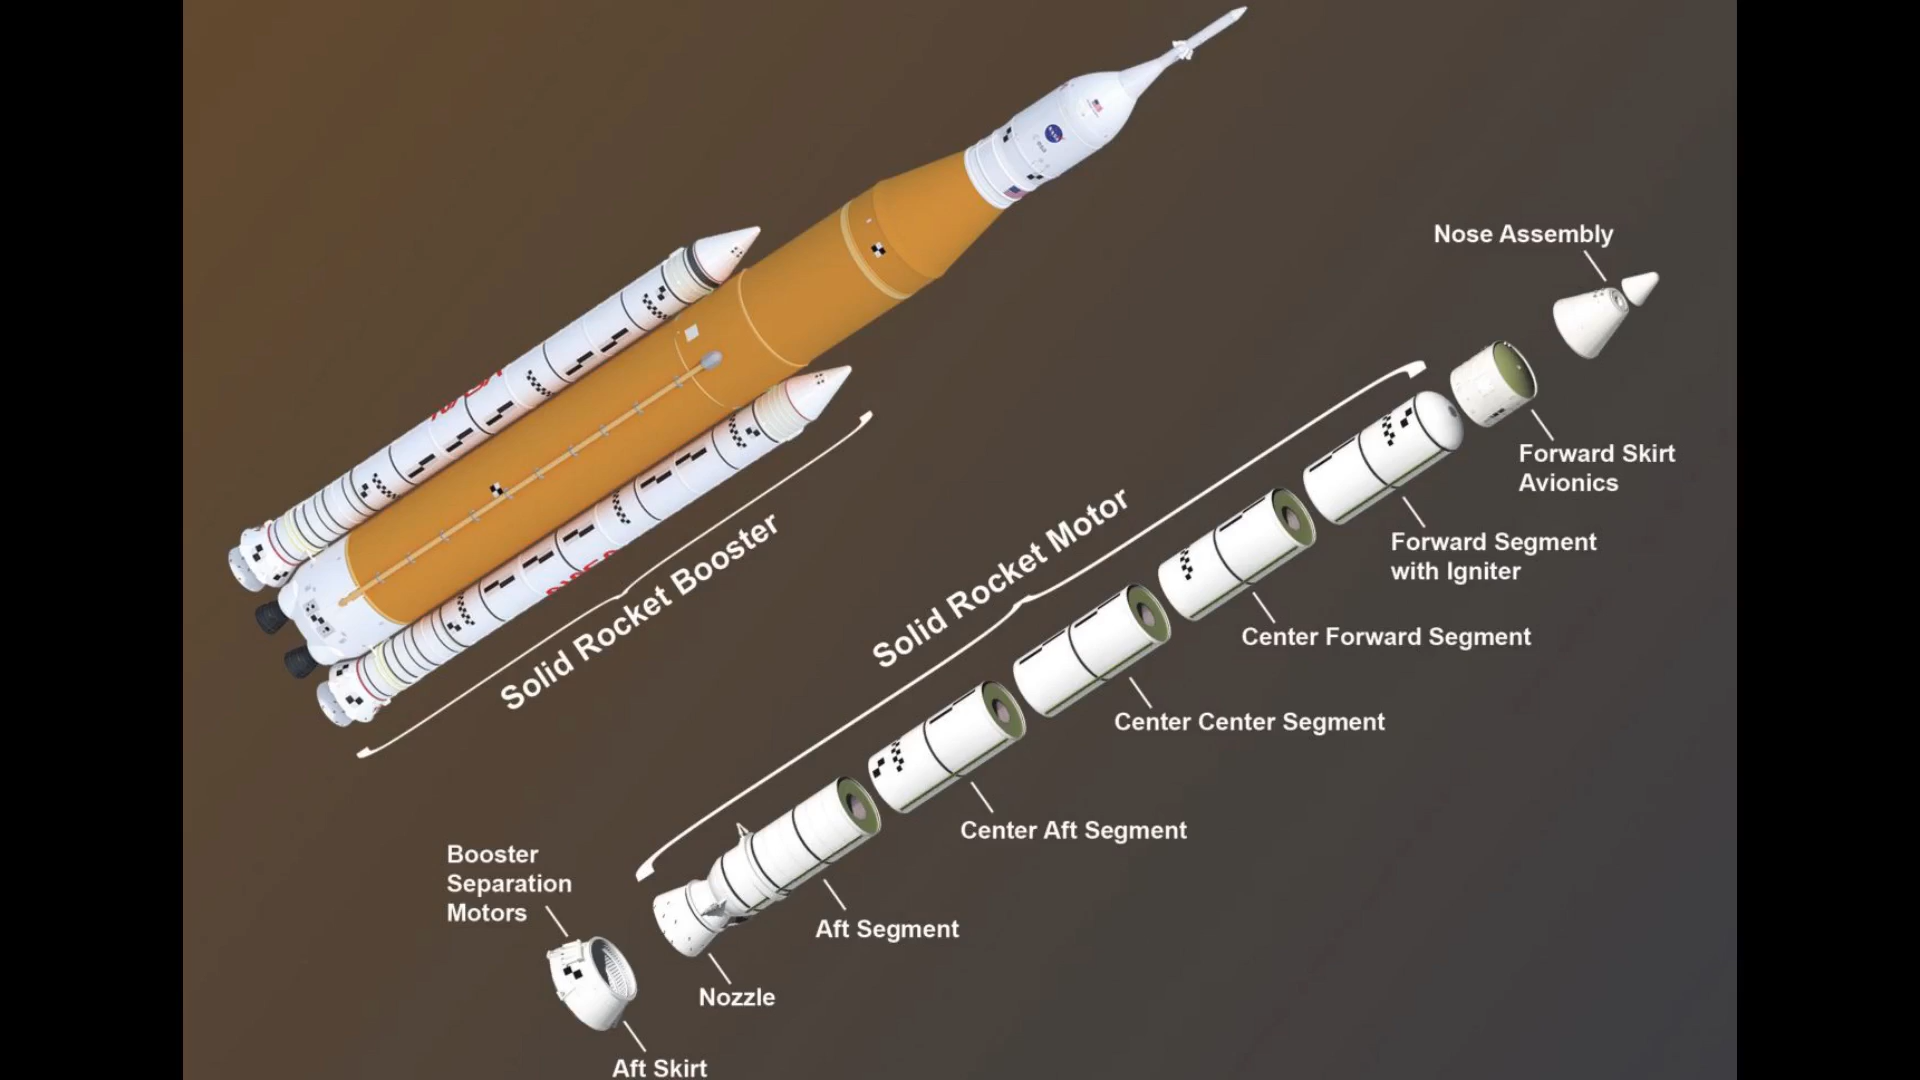 Nose Assembly
Forward Skirt
Avionics
Forward Segment
with Igniter
Solid Rocket Motor
Solid Rocket Booster
Center Forward Segment
Center Center Segment
Center Aft Segment
Booster
Separation
Motors
Aft Segment
Nozzle
Aft Skirt